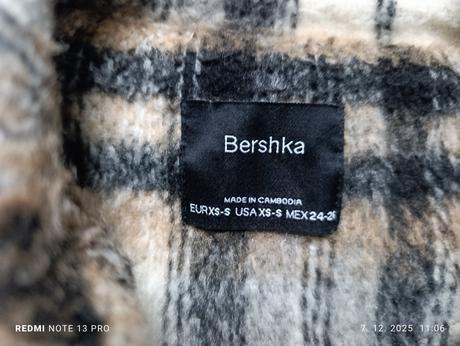 Bershka
MADE IN CAMBODIA
EUR XS-S USA XS-S MEX 24-26
REDMI NOTE 13 PRO
7. 12. 2025 11:06